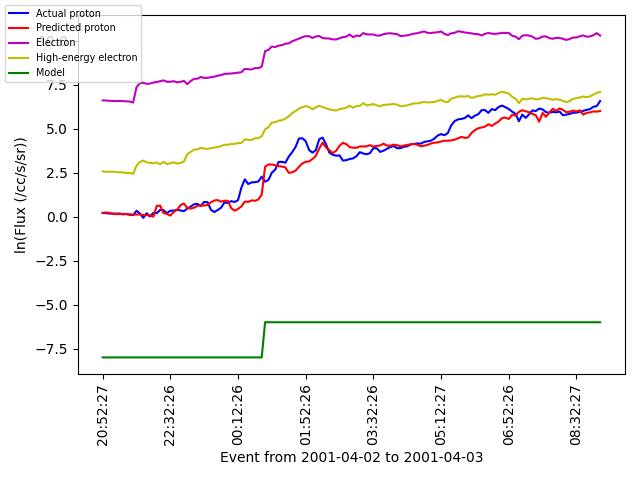 Actual proton
Predicted proton
Electron
High-energy electron
Model
7.5
5.0
2.5
0.0
−2.5
−5.0
−7.5
ln(Flux (/cc/s/sr))
20:52:27
22:32:26
00:12:26
01:52:26
03:32:26
05:12:27
06:52:26
08:32:27
Event from 2001-04-02 to 2001-04-03